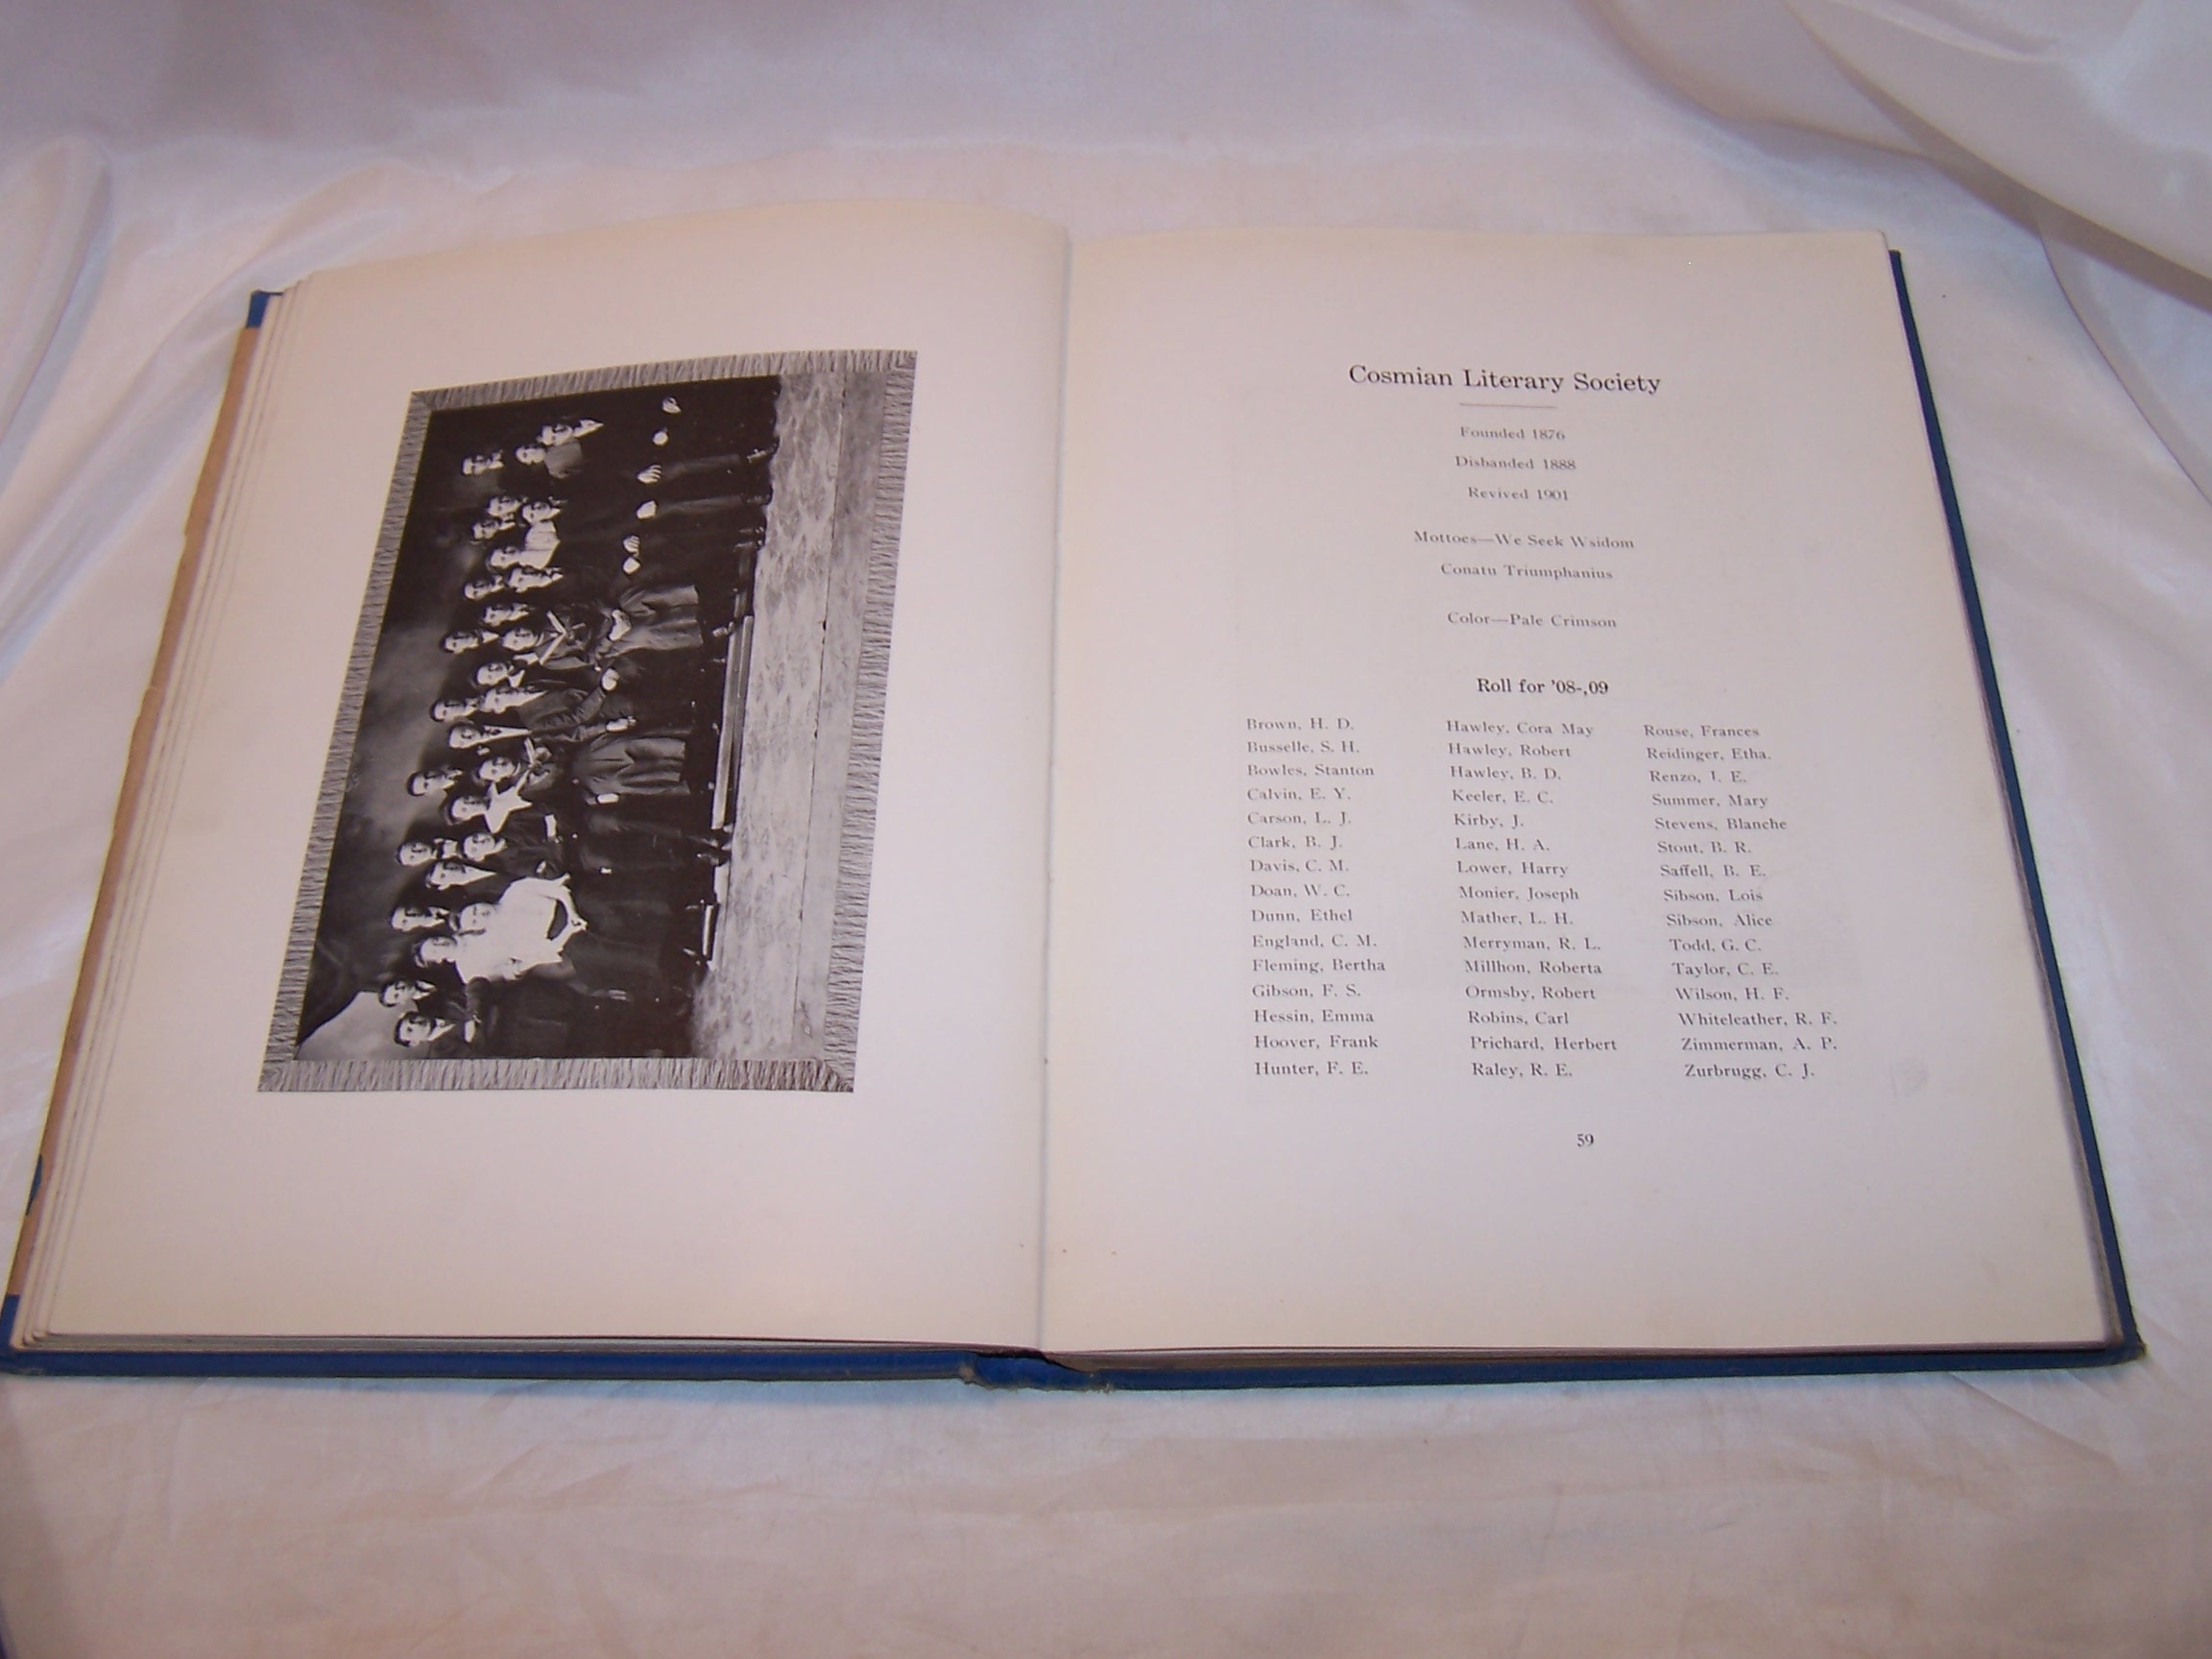 Cosmian Literary Society
Founded 1876
Disbanded 1888
Revived 1901
Mottoes—We Seek Wsidom
Conatu Triumphanius
Color—Pale Crimson
Roll for '08-,09
Brown, H. D.
Busselle, S. H.
Bowles, Stanton
Calvin, E. Y.
Carson, L. J.
Clark, B. J.
Davis, C. M.
Doan, W. C.
Dunn, Ethel
England, C. M.
Fleming, Bertha
Gibson, F. S.
Hessin, Emma
Hoover, Frank
Hunter, F. E.
Hawley, Cora May
Hawley, Robert
Hawley, B. D.
Keeler, E. C.
Kirby, J.
Lane, H. A.
Lower, Harry
Monier, Joseph
Mather, L. H.
Merryman, R. L.
Millhon, Roberta
Ormsby, Robert
Robins, Carl
Prichard, Herbert
Raley, R. E.
Rouse, Frances
Reidinger, Etha.
Renzo, I. E.
Summer, Mary
Stevens, Blanche
Stout, B. R.
Saffell, B. E.
Sibson, Lois
Sibson, Alice
Todd, G. C.
Taylor, C. E.
Wilson, H. F.
Whiteleather, R. F.
Zimmerman, A. P.
Zurbrugg, C. J.
59